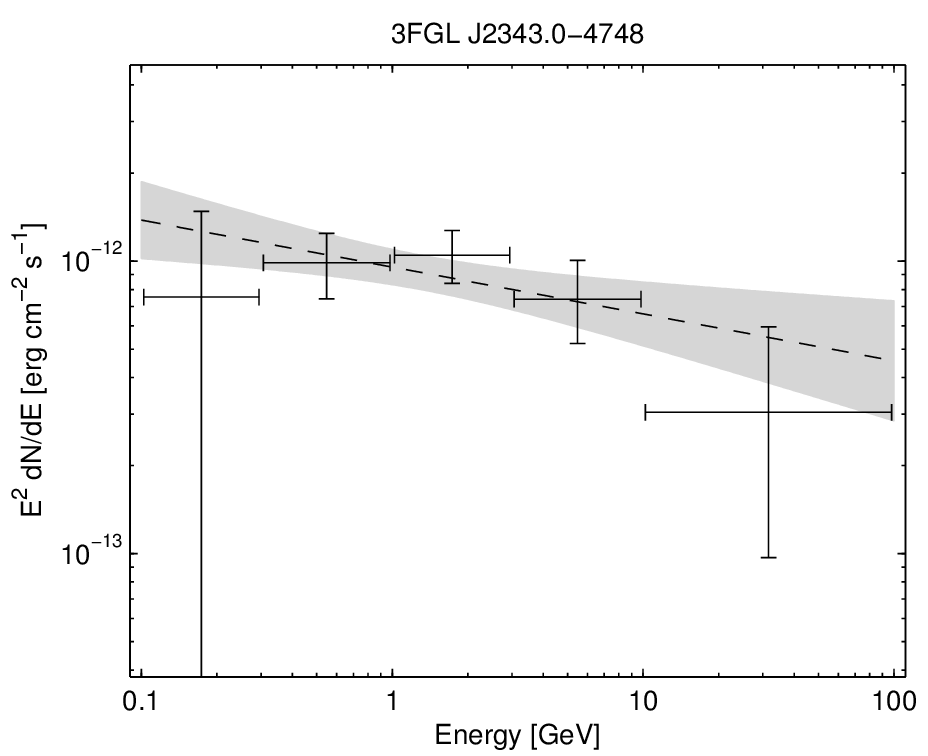 3FGL J2343.0−4748
E² dN/dE [erg cm⁻² s⁻¹]
10⁻¹²
10⁻¹³
0.1 1 10 100
Energy [GeV]